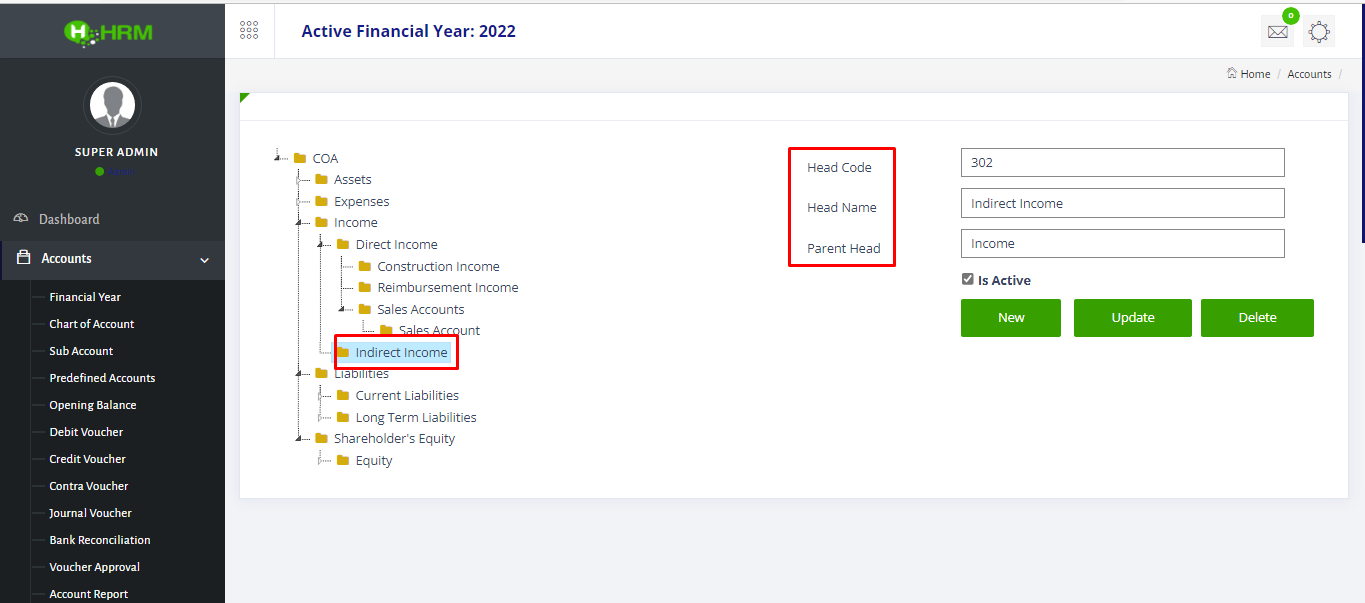 HRM
Active Financial Year: 2022
0
Home / Accounts /
SUPER ADMIN
Dashboard
Accounts
Financial Year
Chart of Account
Sub Account
Predefined Accounts
Opening Balance
Debit Voucher
Credit Voucher
Contra Voucher
Journal Voucher
Bank Reconciliation
Voucher Approval
Account Report
COA
Assets
Expenses
Income
Direct Income
Construction Income
Reimbursement Income
Sales Accounts
Sales Account
Indirect Income
Liabilities
Current Liabilities
Long Term Liabilities
Shareholder's Equity
Equity
Head Code 302
Head Name Indirect Income
Parent Head Income
Is Active
New Update Delete